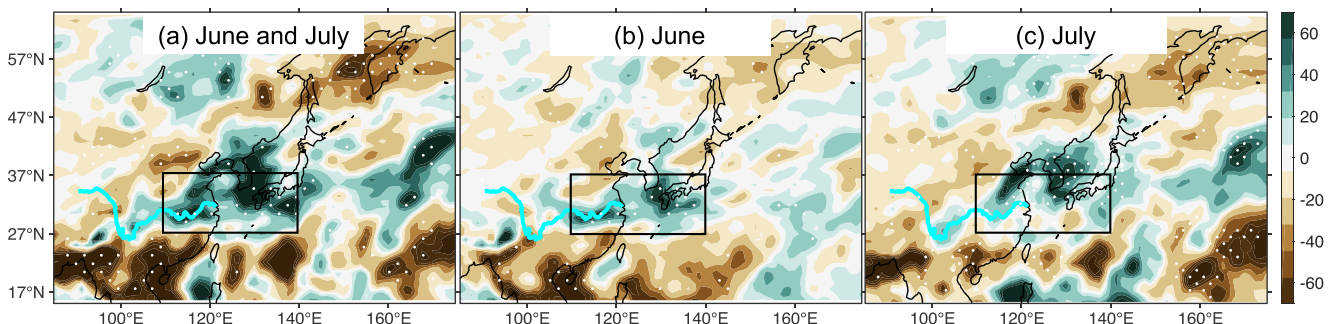 (a) June and July (b) June (c) July
57°N
47°N
37°N
27°N
17°N
100°E 120°E 140°E 160°E 100°E 120°E 140°E 160°E 100°E 120°E 140°E 160°E
60
40
20
0
-20
-40
-60